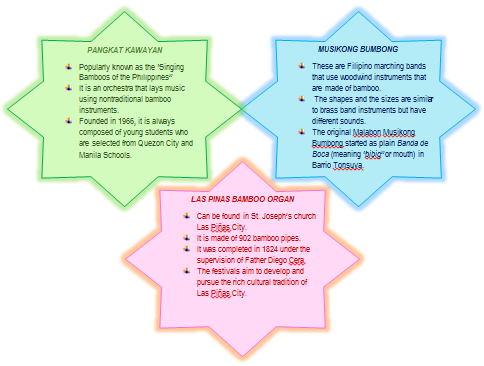 PANGKAT KAWAYAN
Popularly known as the "Singing
Bamboos of the Philippines"
It is an orchestra that lays music
using nontraditional bamboo
instruments.
Founded in 1966, it is always
composed of young students who
are selected from Quezon City and
Manila Schools.
MUSIKONG BUMBONG
These are Filipino marching bands
that use woodwind instruments that
are made of bamboo.
The shapes and the sizes are similar
to brass band instruments but have
different sounds.
The original Malabon Musikong
Bumbong started as plain Banda de
Boca (meaning "bibig" or mouth) in
Barrio Tonsuya.
LAS PINAS BAMBOO ORGAN
Can be found in St. Joseph's church
Las Piñas City.
It is made of 902 bamboo pipes.
It was completed in 1824 under the
supervision of Father Diego Cera.
The festivals aim to develop and
pursue the rich cultural tradition of
Las Piñas City.